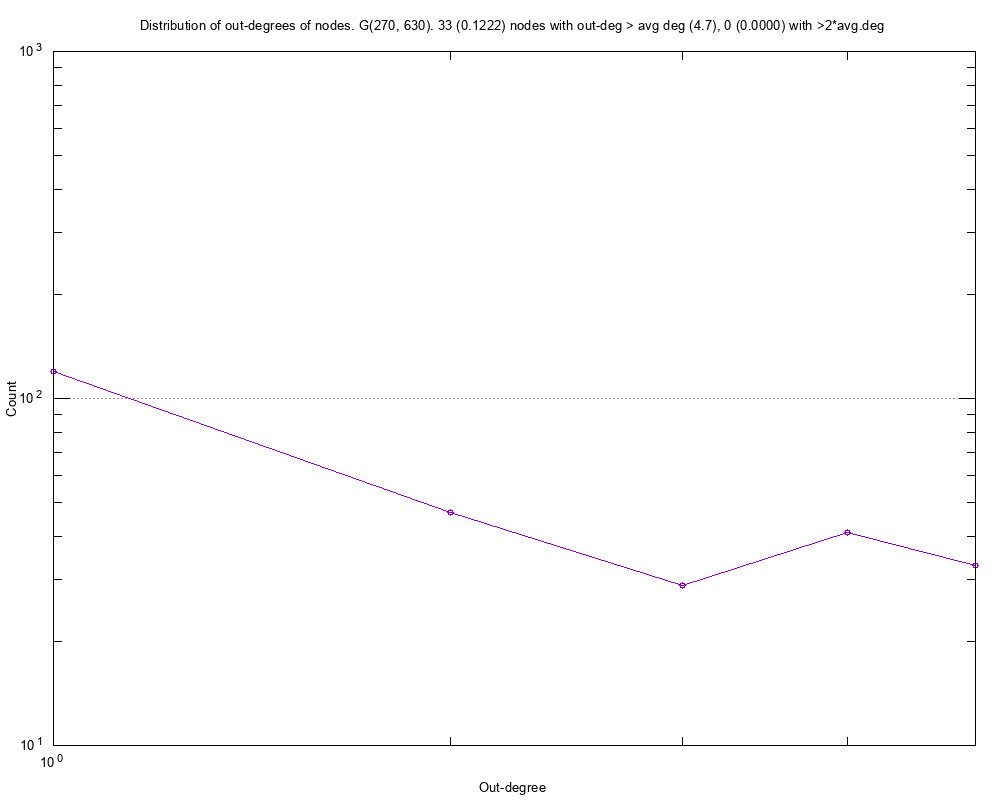 Distribution of out-degrees of nodes. G(270, 630). 33 (0.1222) nodes with out-deg > avg deg (4.7), 0 (0.0000) with >2*avg.deg
10^3
10^2
10^1
10^0
Count
Out-degree